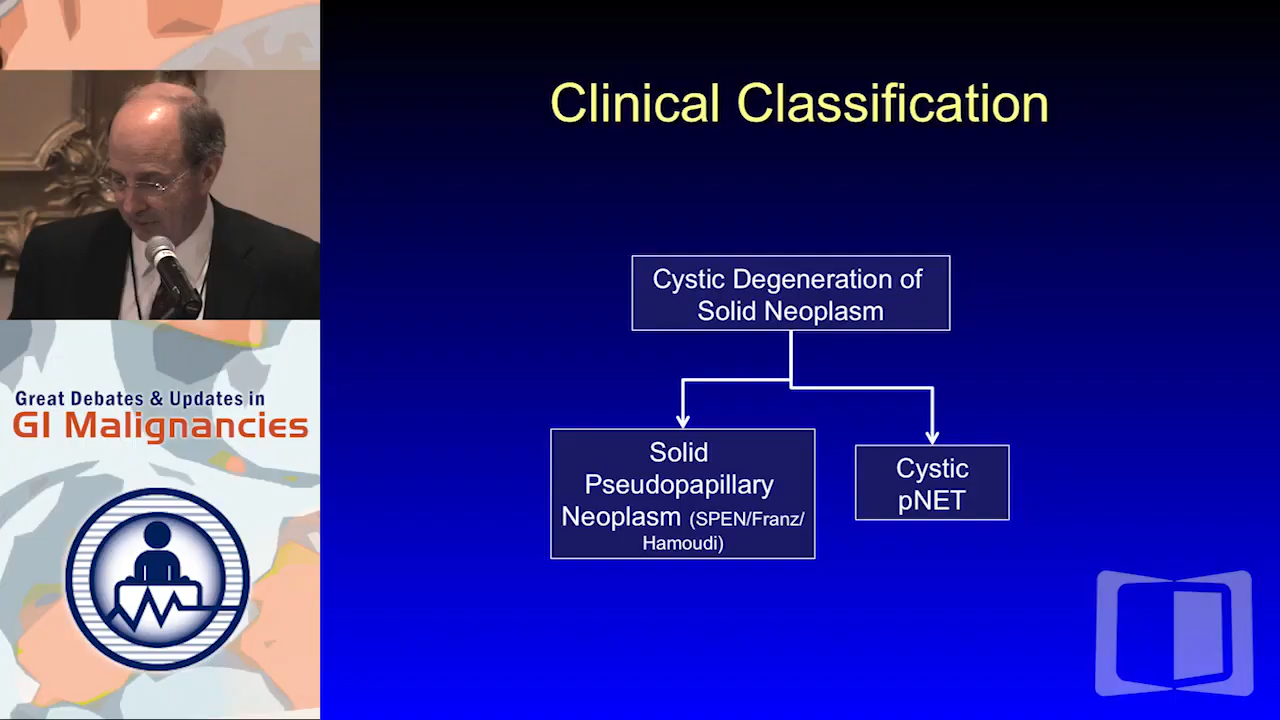 Clinical Classification
Cystic Degeneration of
Solid Neoplasm
Solid
Pseudopapillary
Neoplasm (SPEN/Franz/
Hamoudi)
Cystic
pNET
Great Debates & Updates in
GI Malignancies